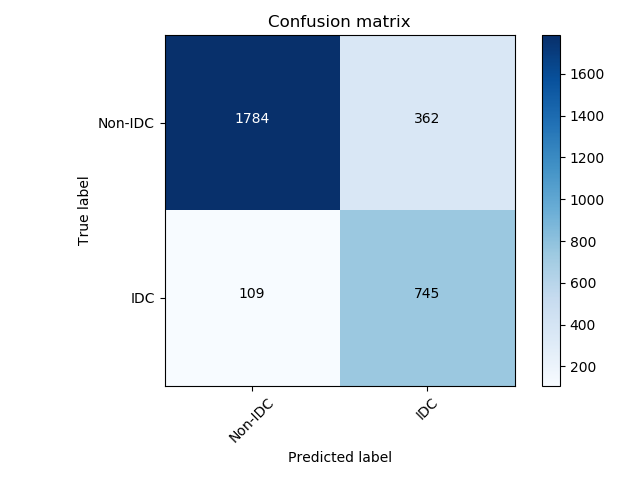 Confusion matrix
True label
Non-IDC
1784
362
IDC
109
745
Non-IDC
IDC
Predicted label
1600
1400
1200
1000
800
600
400
200